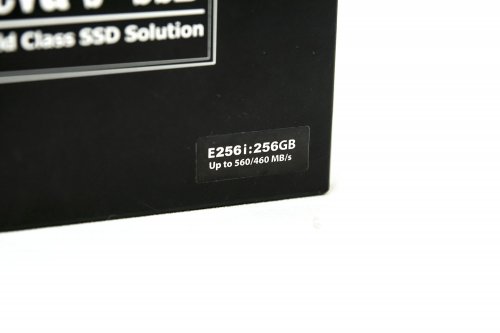 ld Class SSD Solution
E256i:256GB
Up to 560/460 MB/s